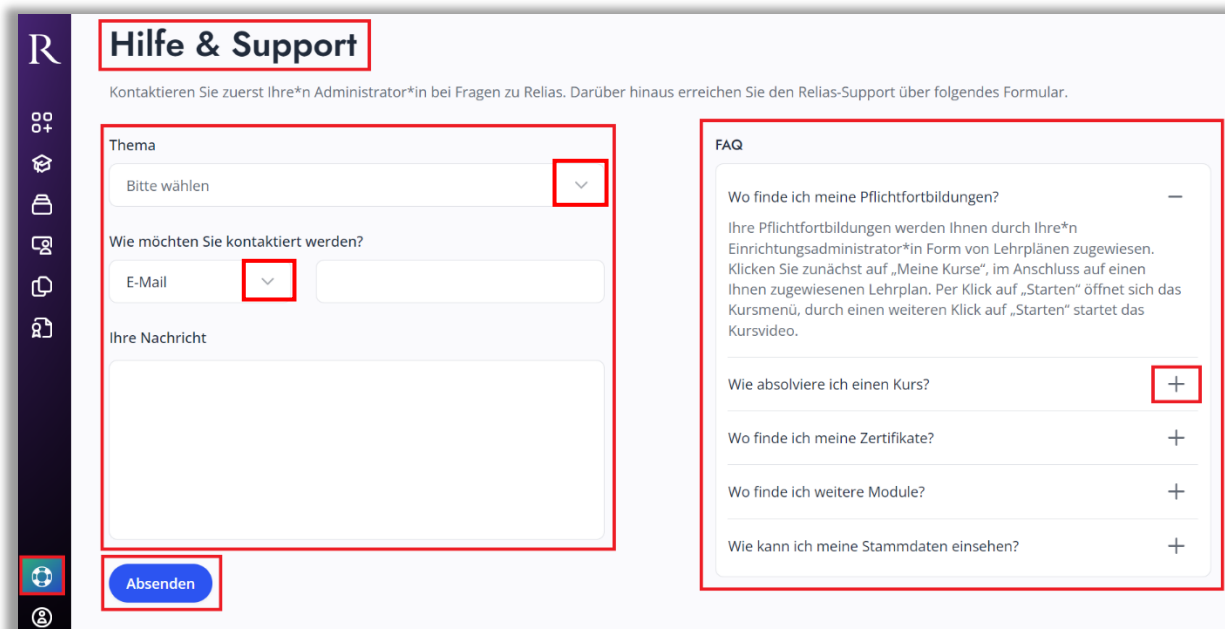 R
Hilfe & Support
Kontaktieren Sie zuerst Ihre*n Administrator*in bei Fragen zu Relias. Darüber hinaus erreichen Sie den Relias-Support über folgendes Formular.
Thema
Bitte wählen
Wie möchten Sie kontaktiert werden?
E-Mail
Ihre Nachricht
Absenden
FAQ
Wo finde ich meine Pflichtfortbildungen?
Ihre Pflichtfortbildungen werden Ihnen durch Ihre*n
Einrichtungsadministrator*in Form von Lehrplänen zugewiesen.
Klicken Sie zunächst auf „Meine Kurse“, im Anschluss auf einen
Ihnen zugewiesenen Lehrplan. Per Klick auf „Starten“ öffnet sich das
Kursmenü, durch einen weiteren Klick auf „Starten“ startet das
Kursvideo.
Wie absolviere ich einen Kurs?
Wo finde ich meine Zertifikate?
Wo finde ich weitere Module?
Wie kann ich meine Stammdaten einsehen?